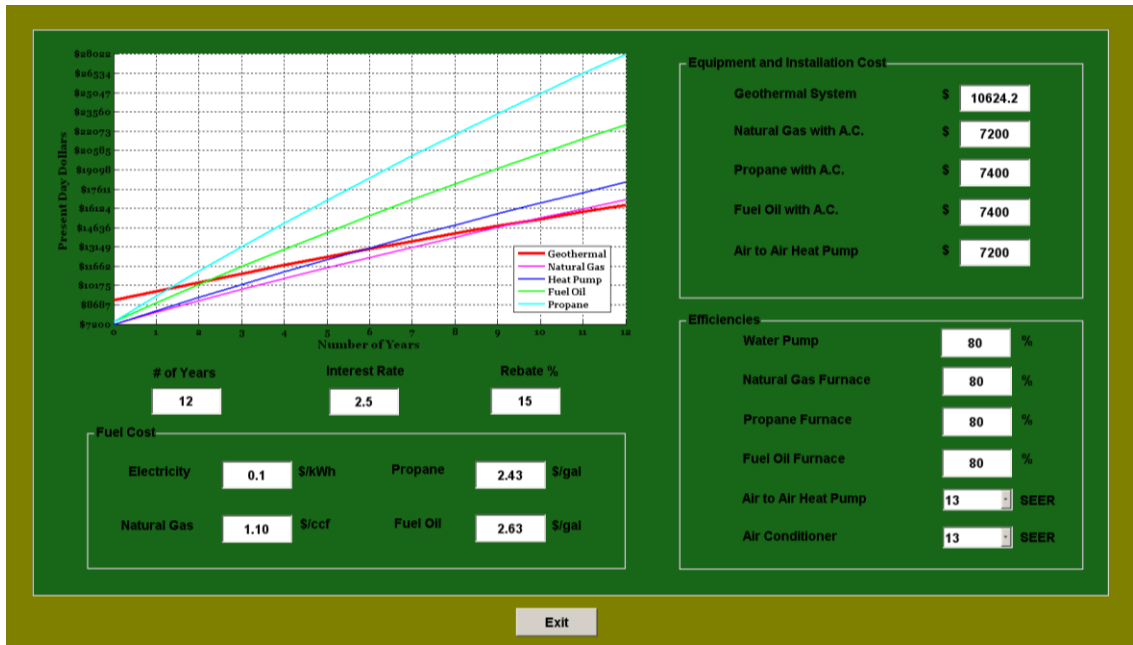 $28022
$26534
$25047
$23560
$22073
$20585
$19098
$17611
$16124
$14636
$13149
$11662
$10175
$8687
$7200
Present Day Dollars
0 1 2 3 4 5 6 7 8 9 10 11 12
Number of Years
Geothermal
Natural Gas
Heat Pump
Fuel Oil
Propane
# of Years Interest Rate Rebate %
12 2.5 15
Fuel Cost
Electricity 0.1 $/kWh Propane 2.43 $/gal
Natural Gas 1.10 $/ccf Fuel Oil 2.63 $/gal
Equipment and Installation Cost
Geothermal System $ 10624.2
Natural Gas with A.C. $ 7200
Propane with A.C. $ 7400
Fuel Oil with A.C. $ 7400
Air to Air Heat Pump $ 7200
Efficiencies
Water Pump 80 %
Natural Gas Furnace 80 %
Propane Furnace 80 %
Fuel Oil Furnace 80 %
Air to Air Heat Pump 13 SEER
Air Conditioner 13 SEER
Exit